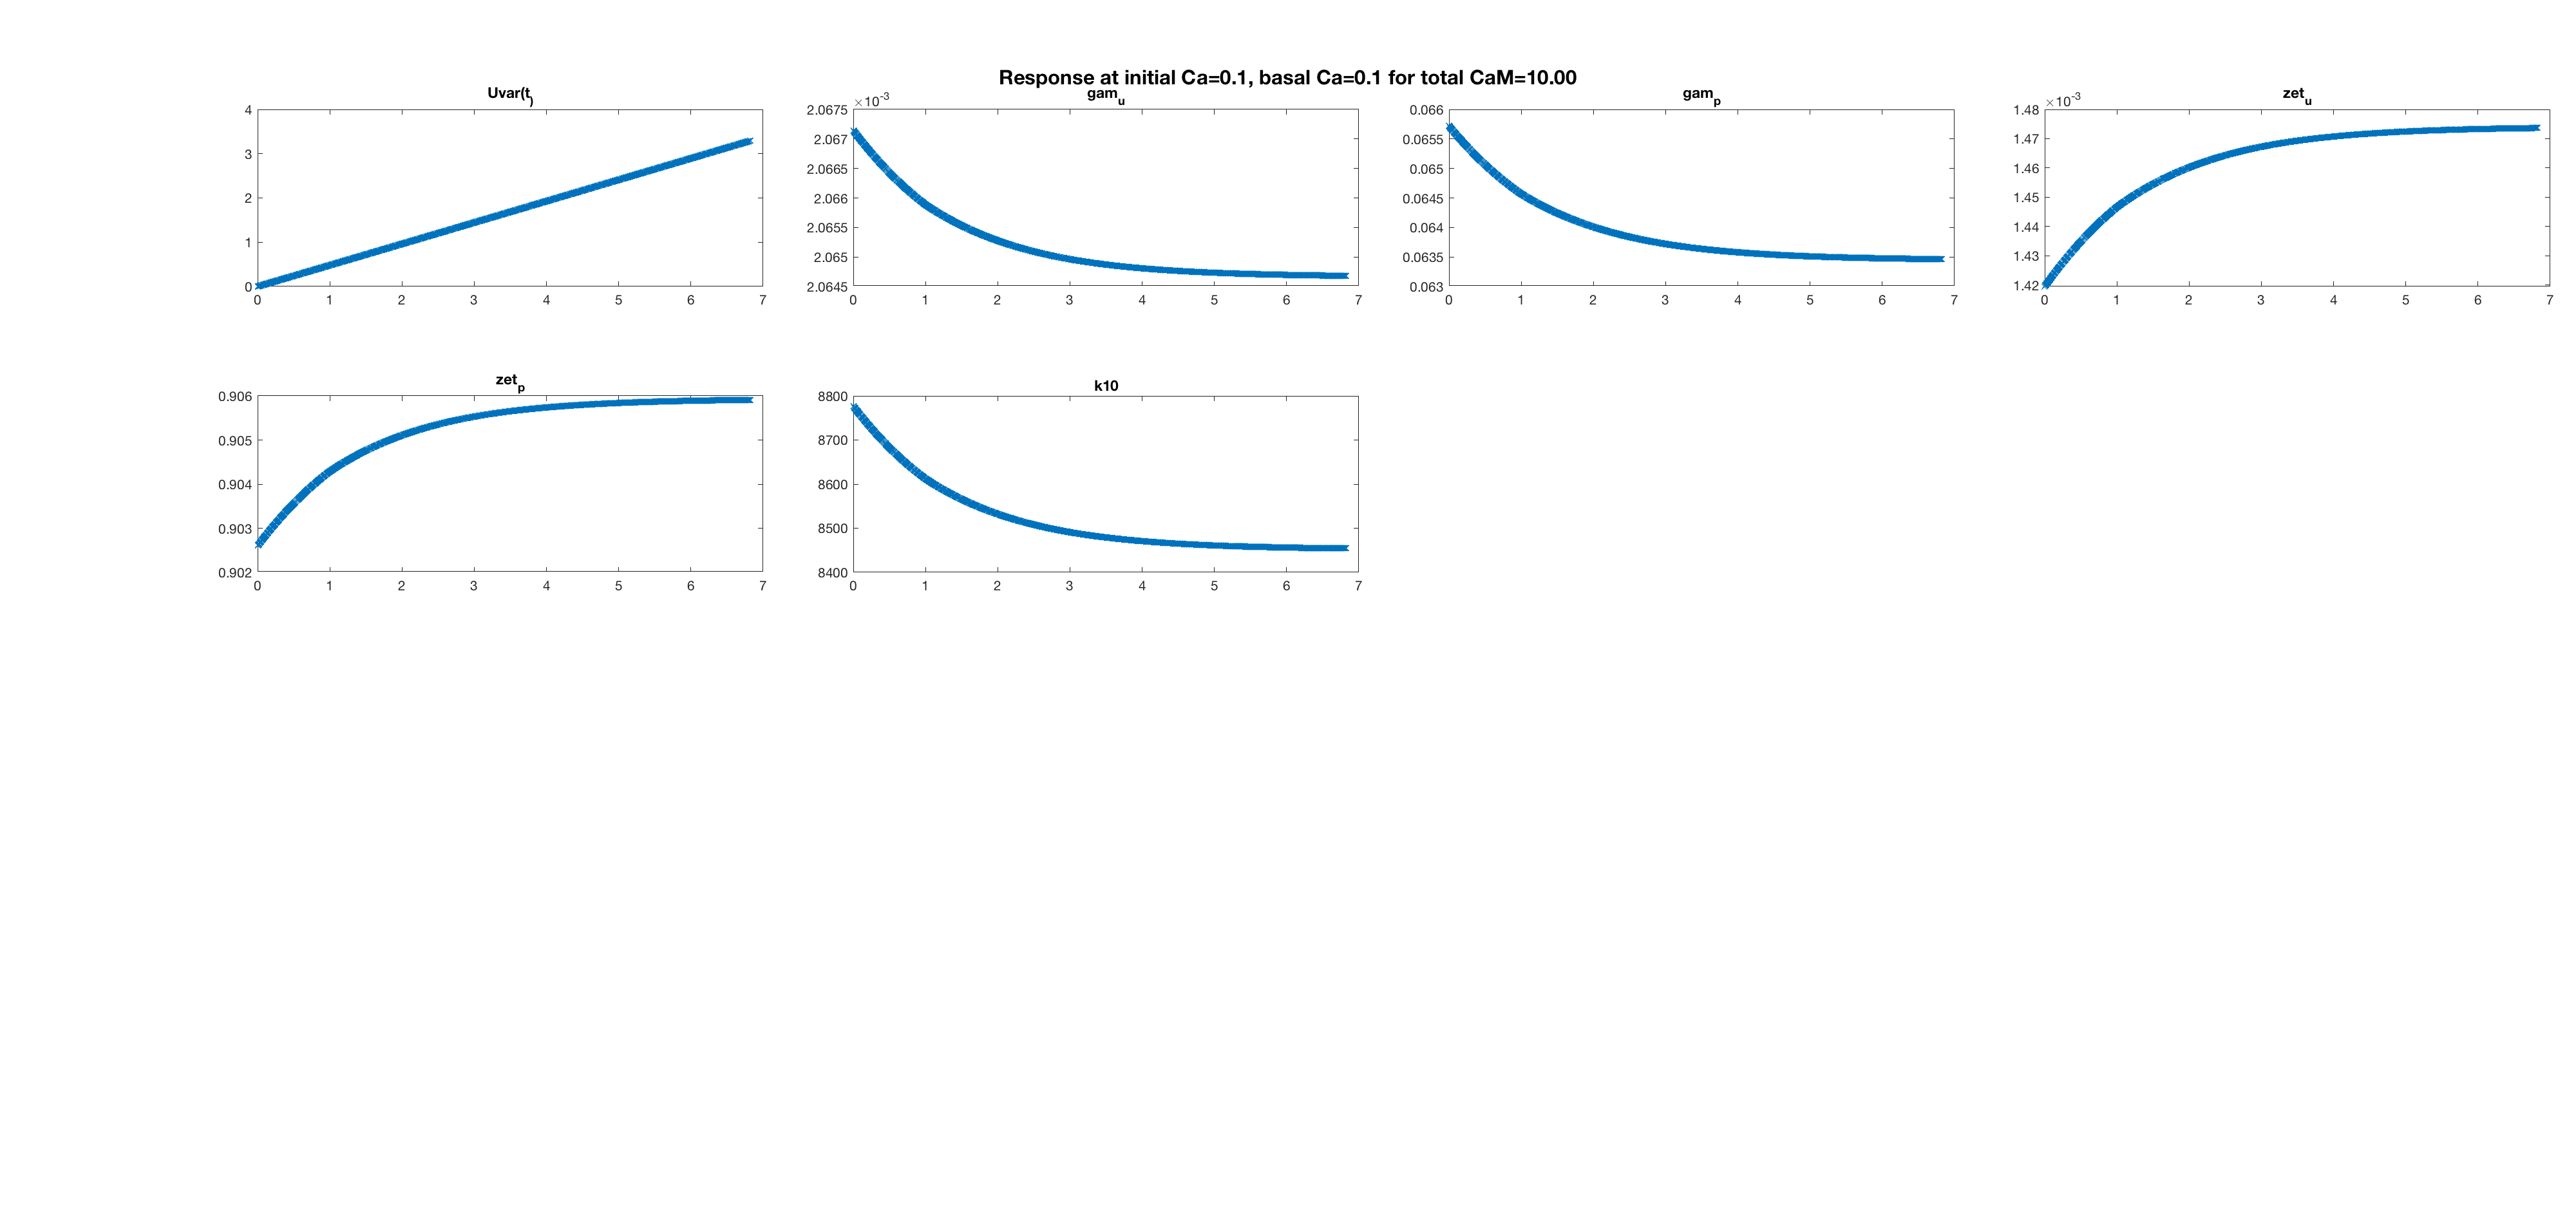 Response at initial Ca=0.1, basal Ca=0.1 for total CaM=10.00
Uvar(t)
4
3
2
1
0
0 1 2 3 4 5 6 7
gam_u
×10^-3
2.0675
2.067
2.0665
2.066
2.0655
2.065
2.0645
0 1 2 3 4 5 6 7
gam_p
0.066
0.0655
0.065
0.0645
0.064
0.0635
0.063
0 1 2 3 4 5 6 7
zet_u
×10^-3
1.48
1.47
1.46
1.45
1.44
1.43
1.42
0 1 2 3 4 5 6 7
zet_p
0.906
0.905
0.904
0.903
0.902
0 1 2 3 4 5 6 7
k10
8800
8700
8600
8500
8400
0 1 2 3 4 5 6 7